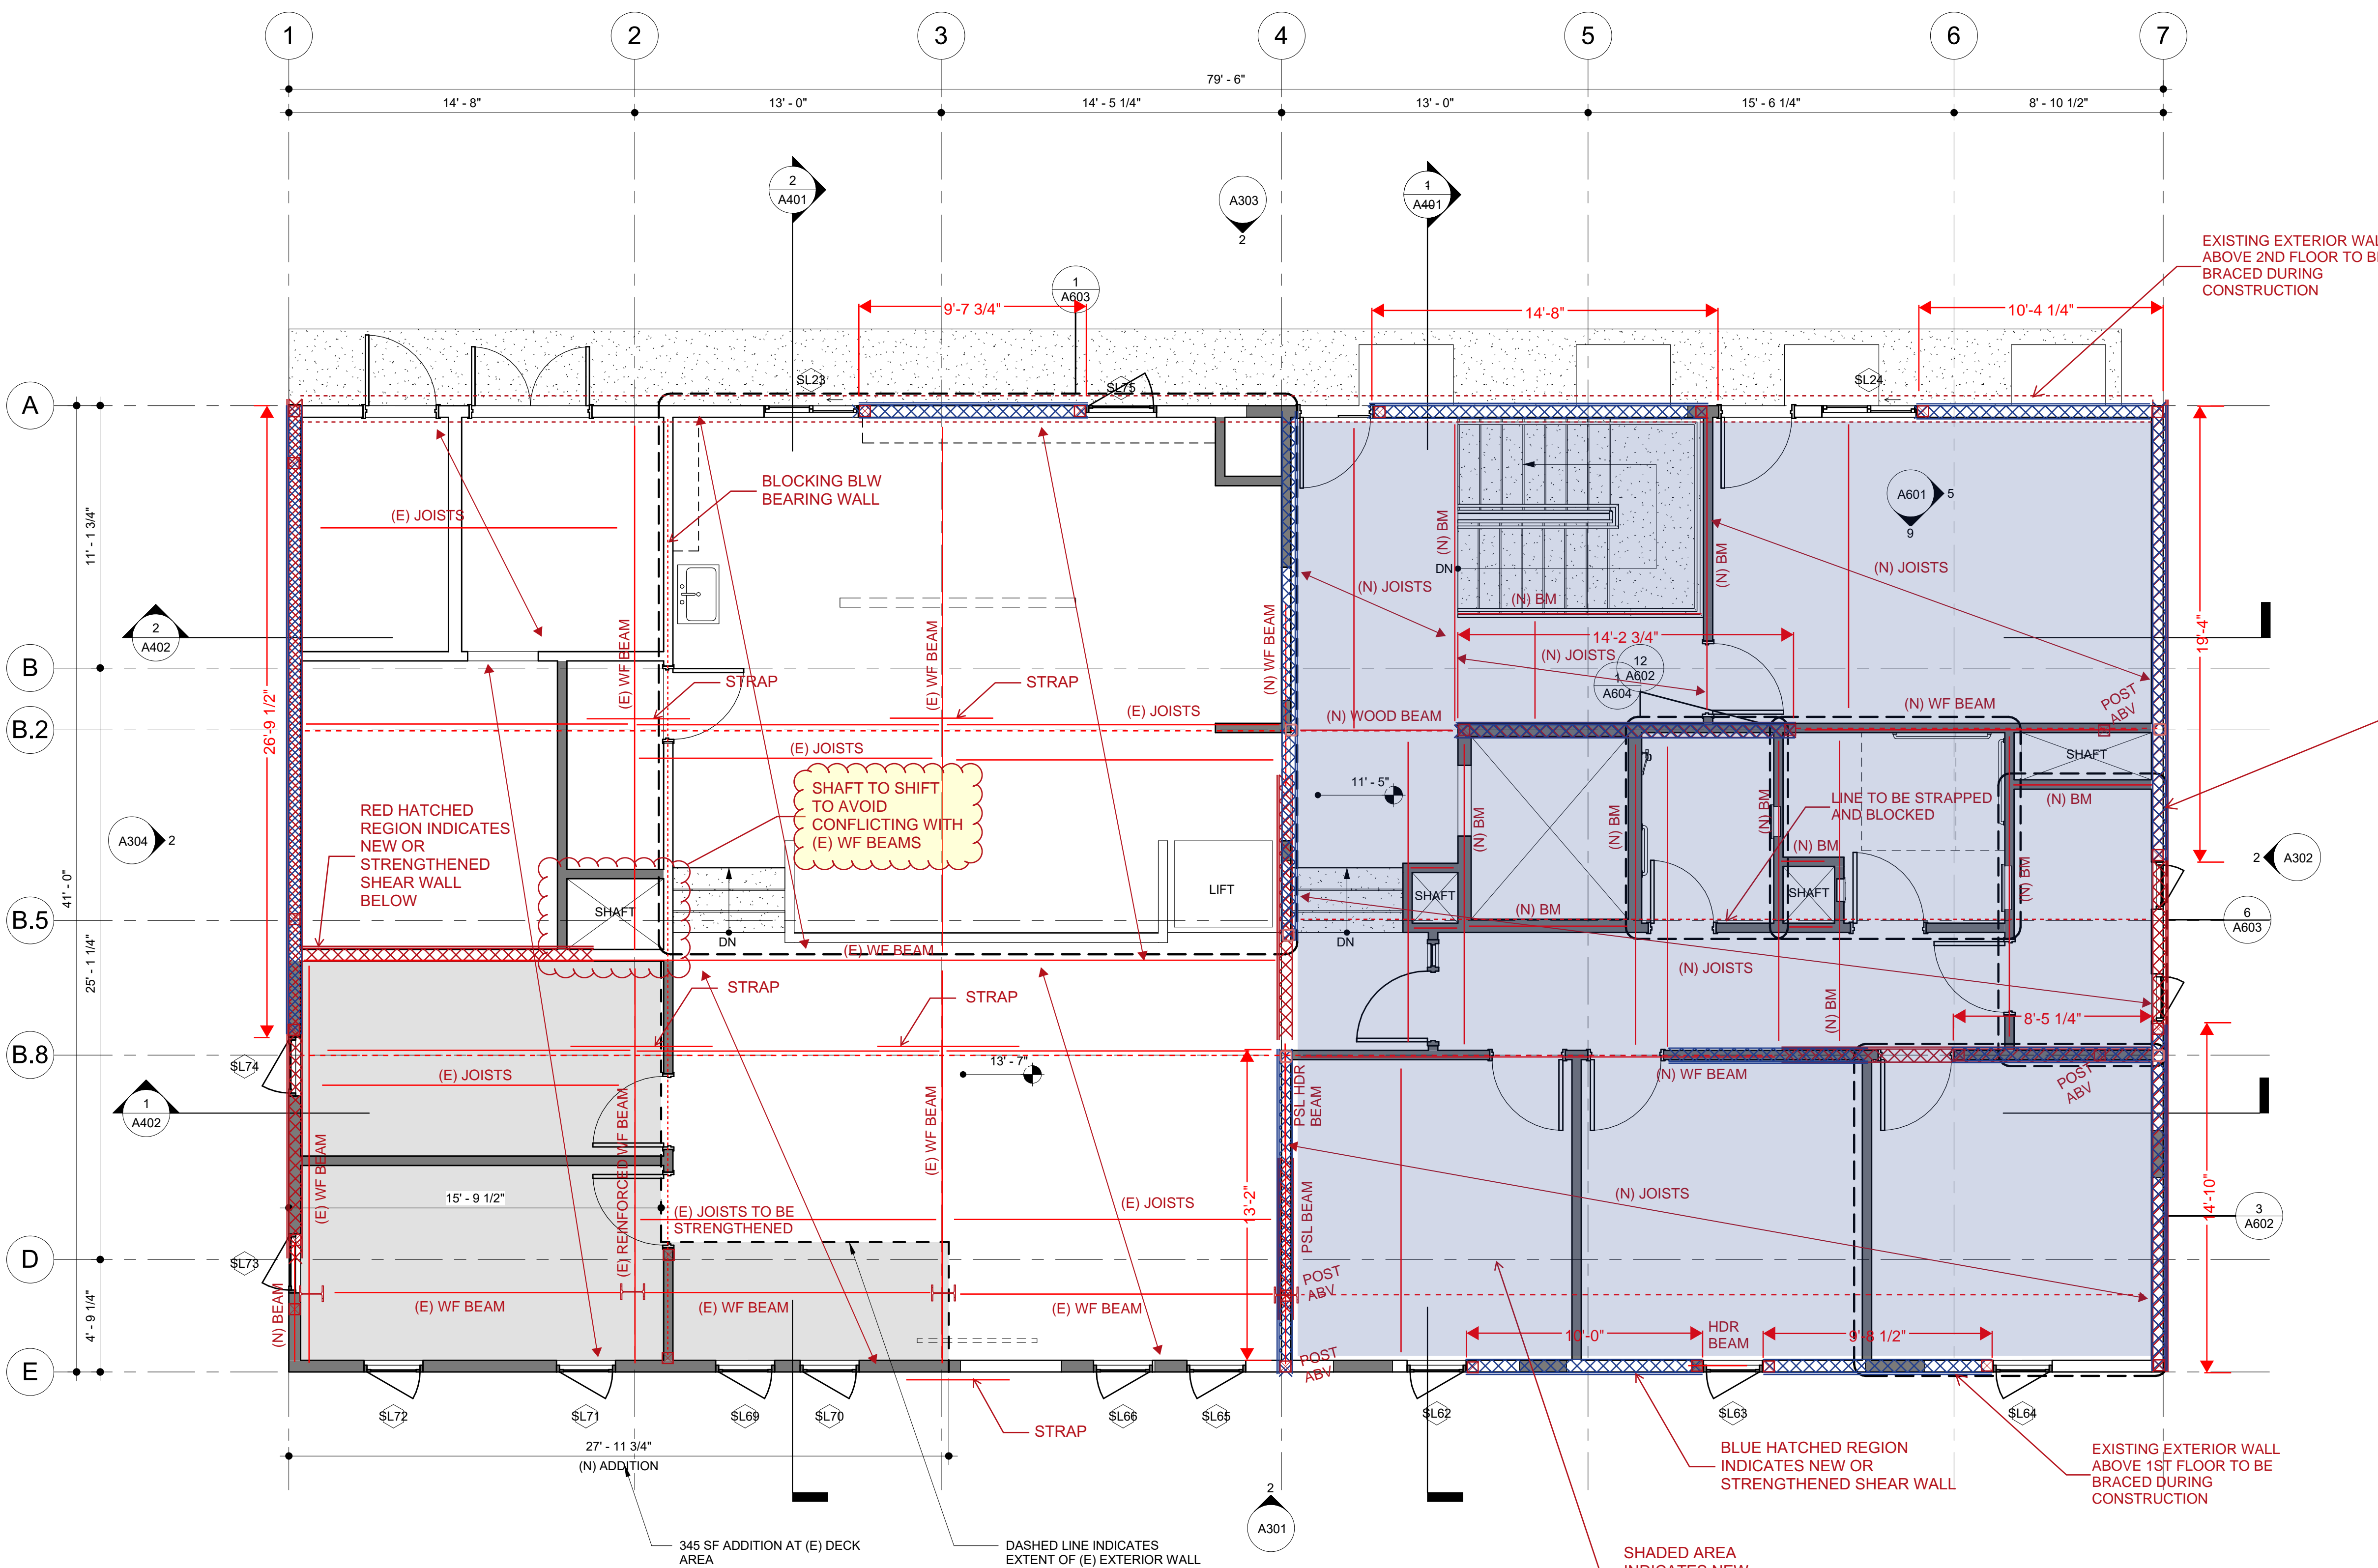 1
2
3
4
5
6
7
79' - 6"
14' - 8"
13' - 0"
14' - 5 1/4"
13' - 0"
15' - 6 1/4"
8' - 10 1/2"
2
A401
A303
2
1
A401
1
A603
EXISTING EXTERIOR WAL
ABOVE 2ND FLOOR TO BE
BRACED DURING
CONSTRUCTION
9'-7 3/4"
14'-8"
10'-4 1/4"
SL23
SL75
SL24
A
B
B.2
B.5
B.8
D
E
11' - 1 3/4"
41' - 0"
25' - 1 1/4"
4' - 9 1/4"
26'-9 1/2"
19'-4"
14'-10"
BLOCKING BLW
BEARING WALL
(E) JOISTS
A601
5
9
(N) BM
DN
(N) BM
(N) JOISTS
(N) JOISTS
(N) BM
2
A402
(E) WF BEAM
(E) WF BEAM
(N) WF BEAM
14'-2 3/4"
(N) JOISTS
12
A602
1
A604
STRAP
STRAP
(E) JOISTS
(N) WOOD BEAM
(N) WF BEAM
POST
ABV
(E) JOISTS
SHAFT
SHAFT TO SHIFT
TO AVOID
CONFLICTING WITH
(E) WF BEAMS
11' - 5"
LINE TO BE STRAPPED
AND BLOCKED
(N) BM
(N) BM
(N) BM
(N) BM
(N) BM
(N) BM
RED HATCHED
REGION INDICATES
NEW OR
STRENGTHENED
SHEAR WALL
BELOW
A304
2
2
A302
LIFT
SHAFT
SHAFT
SHAFT
(N) BM
6
A603
DN
DN
(E) WF BEAM
(N) JOISTS
(N) BM
STRAP
STRAP
8'-5 1/4"
SL74
(E) JOISTS
13' - 7"
(N) WF BEAM
POST
ABV
1
A402
(E) WF BEAM
(E) REINFORCED WF BEAM
(E) WF BEAM
PSL HDR
BEAM
PSL BEAM
13'-2"
15' - 9 1/2"
(E) JOISTS TO BE
STRENGTHENED
(E) JOISTS
(N) JOISTS
3
A602
SL73
(N) BEAM
(E) WF BEAM
(E) WF BEAM
(E) WF BEAM
POST
ABV
POST
ABV
10'-0"
HDR
BEAM
9'-8 1/2"
SL72
SL71
SL69
SL70
SL66
SL65
SL62
SL63
SL64
STRAP
27' - 11 3/4"
(N) ADDITION
BLUE HATCHED REGION
INDICATES NEW OR
STRENGTHENED SHEAR WALL
EXISTING EXTERIOR WALL
ABOVE 1ST FLOOR TO BE
BRACED DURING
CONSTRUCTION
2
A301
345 SF ADDITION AT (E) DECK
AREA
DASHED LINE INDICATES
EXTENT OF (E) EXTERIOR WALL
SHADED AREA
INDICATES NEW